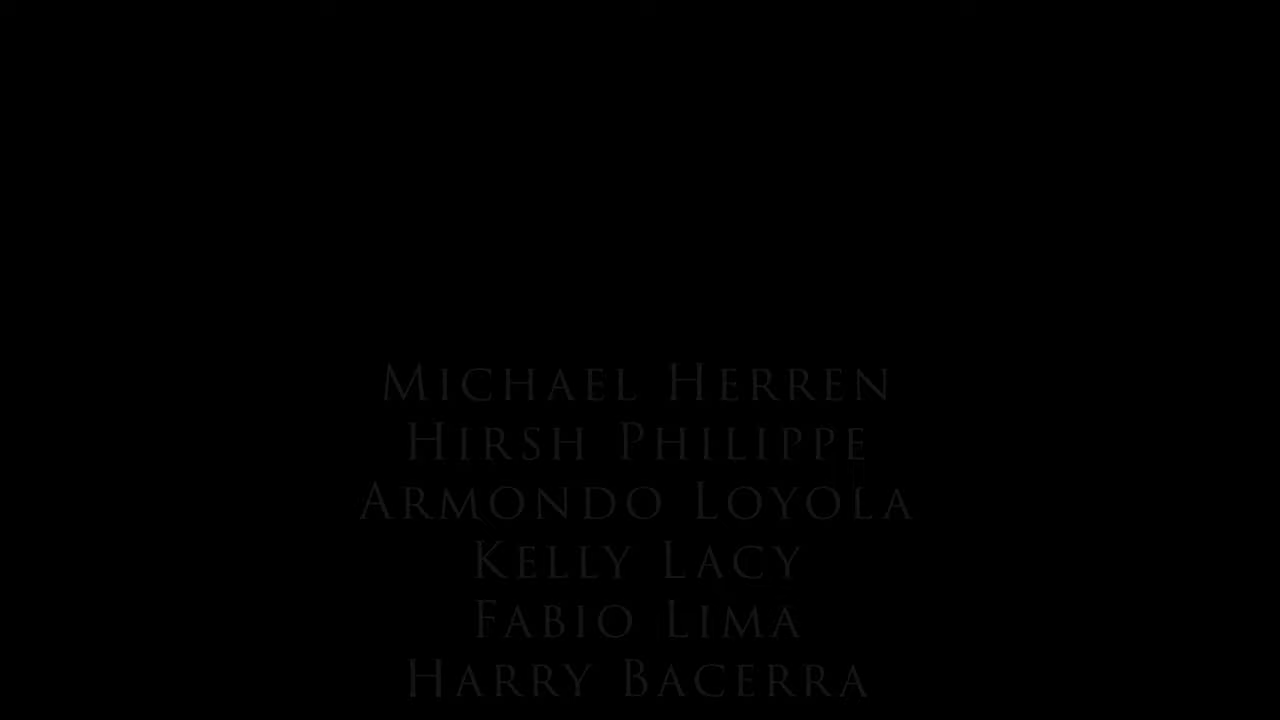 Michael Herren
Hirsh Philippe
Armondo Loyola
Kelly Lacy
Fabio Lima
Harry Bacerra